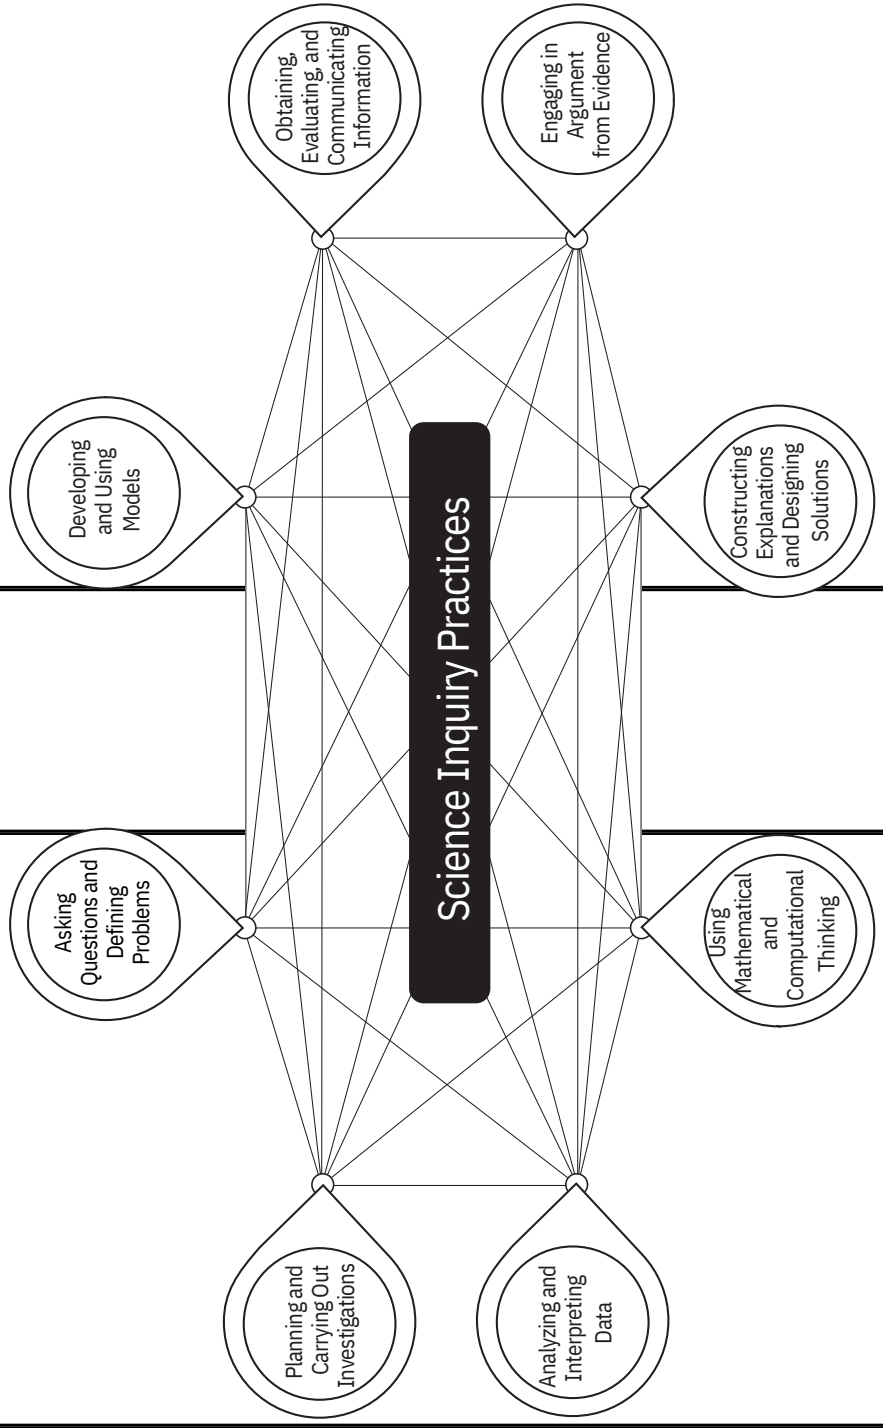 Asking
Questions and
Defining
Problems
Developing
and Using
Models
Planning and
Carrying Out
Investigations
Obtaining,
Evaluating, and
Communicating
Information
Science Inquiry Practices
Analyzing and
Interpreting
Data
Engaging in
Argument
from Evidence
Using
Mathematical
and
Computational
Thinking
Constructing
Explanations
and Designing
Solutions